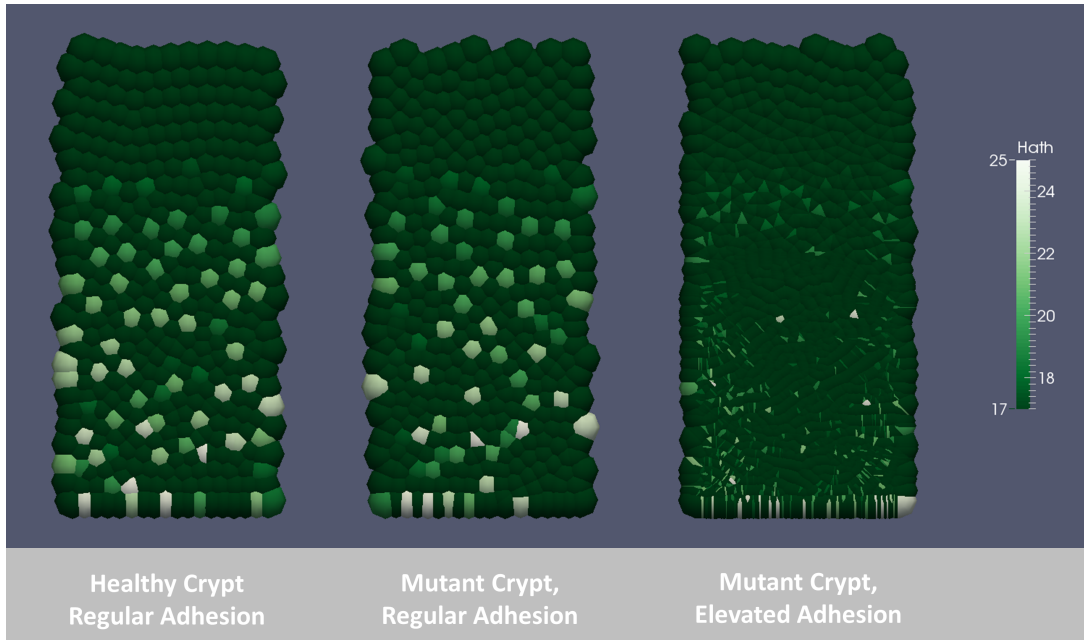 Hath
25
24
22
20
18
17
Healthy Crypt
Regular Adhesion
Mutant Crypt,
Regular Adhesion
Mutant Crypt,
Elevated Adhesion